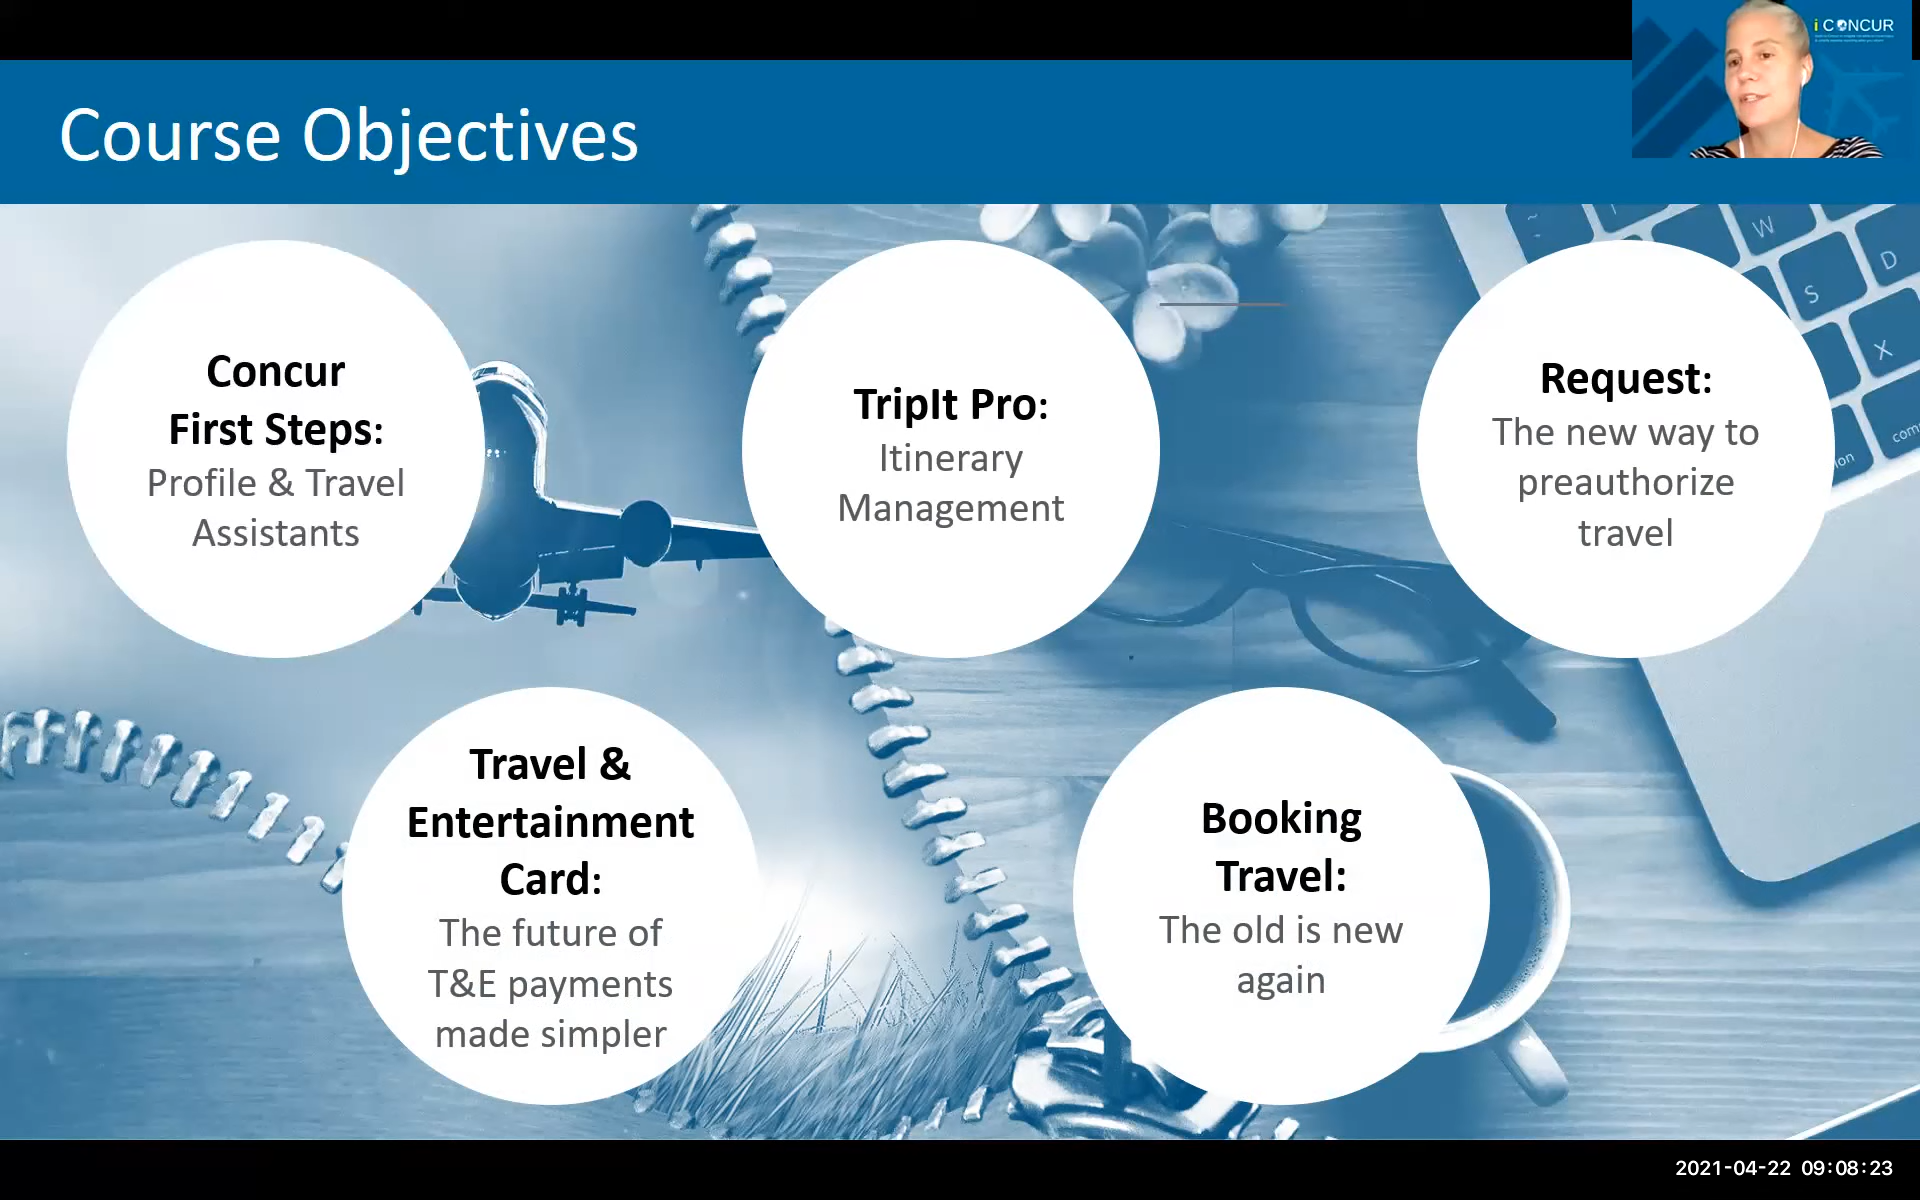 i CONCUR
Course Objectives
Concur
First Steps:
Profile & Travel
Assistants
TripIt Pro:
Itinerary
Management
Request:
The new way to
preauthorize
travel
Travel &
Entertainment
Card:
The future of
T&E payments
made simpler
Booking
Travel:
The old is new
again
W
S
D
X
2021-04-22 09:08:23